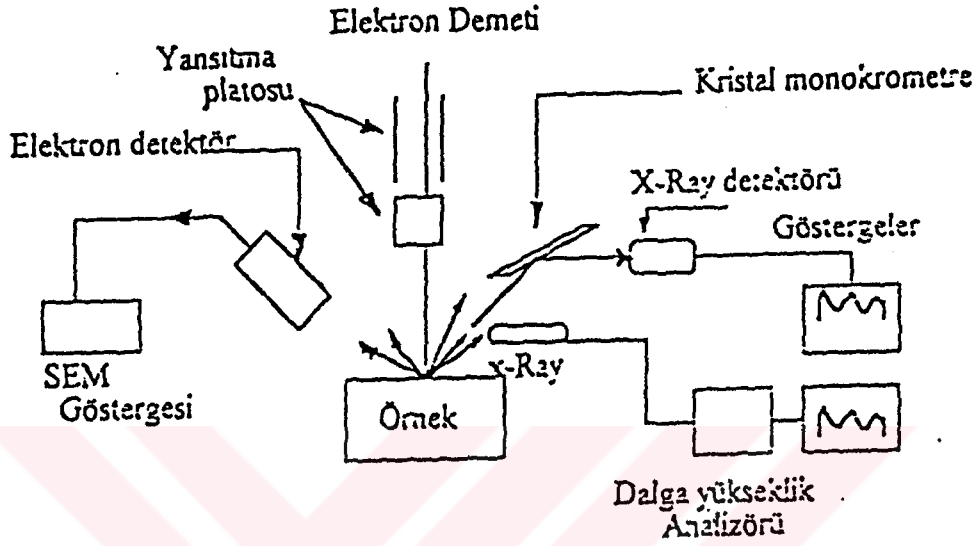 Elektron Demeti
Yansıtma
platosu
Kristal monokrometre
Elektron detektör
X-Ray detektörü
Göstergeler
x-Ray
SEM
Göstergesi
Örnek
Dalga yükseklik
Analizörü